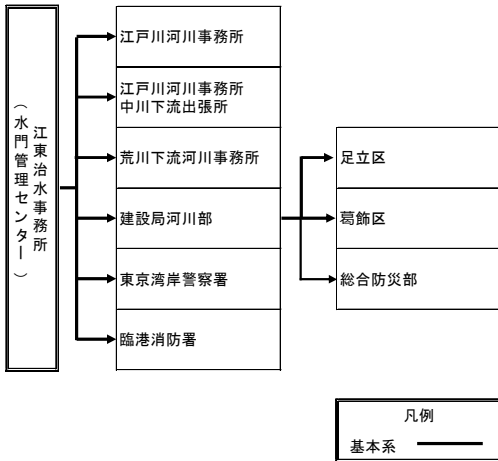 江東治水事務所
（水門管理センター）
江戸川河川事務所
江戸川河川事務所
中川下流出張所
荒川下流河川事務所
建設局河川部
東京湾岸警察署
臨港消防署
足立区
葛飾区
総合防災部
凡例
基本系